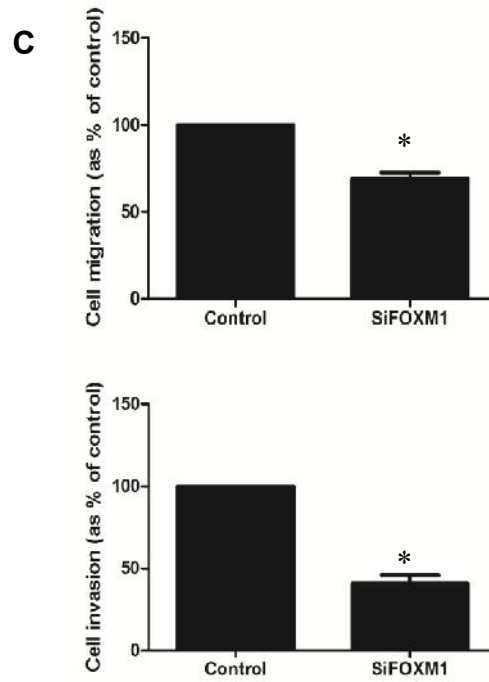 C
Cell migration (as % of control)
150
100
50
0
*
Control SiFOXM1
Cell invasion (as % of control)
150
100
50
0
*
Control SiFOXM1